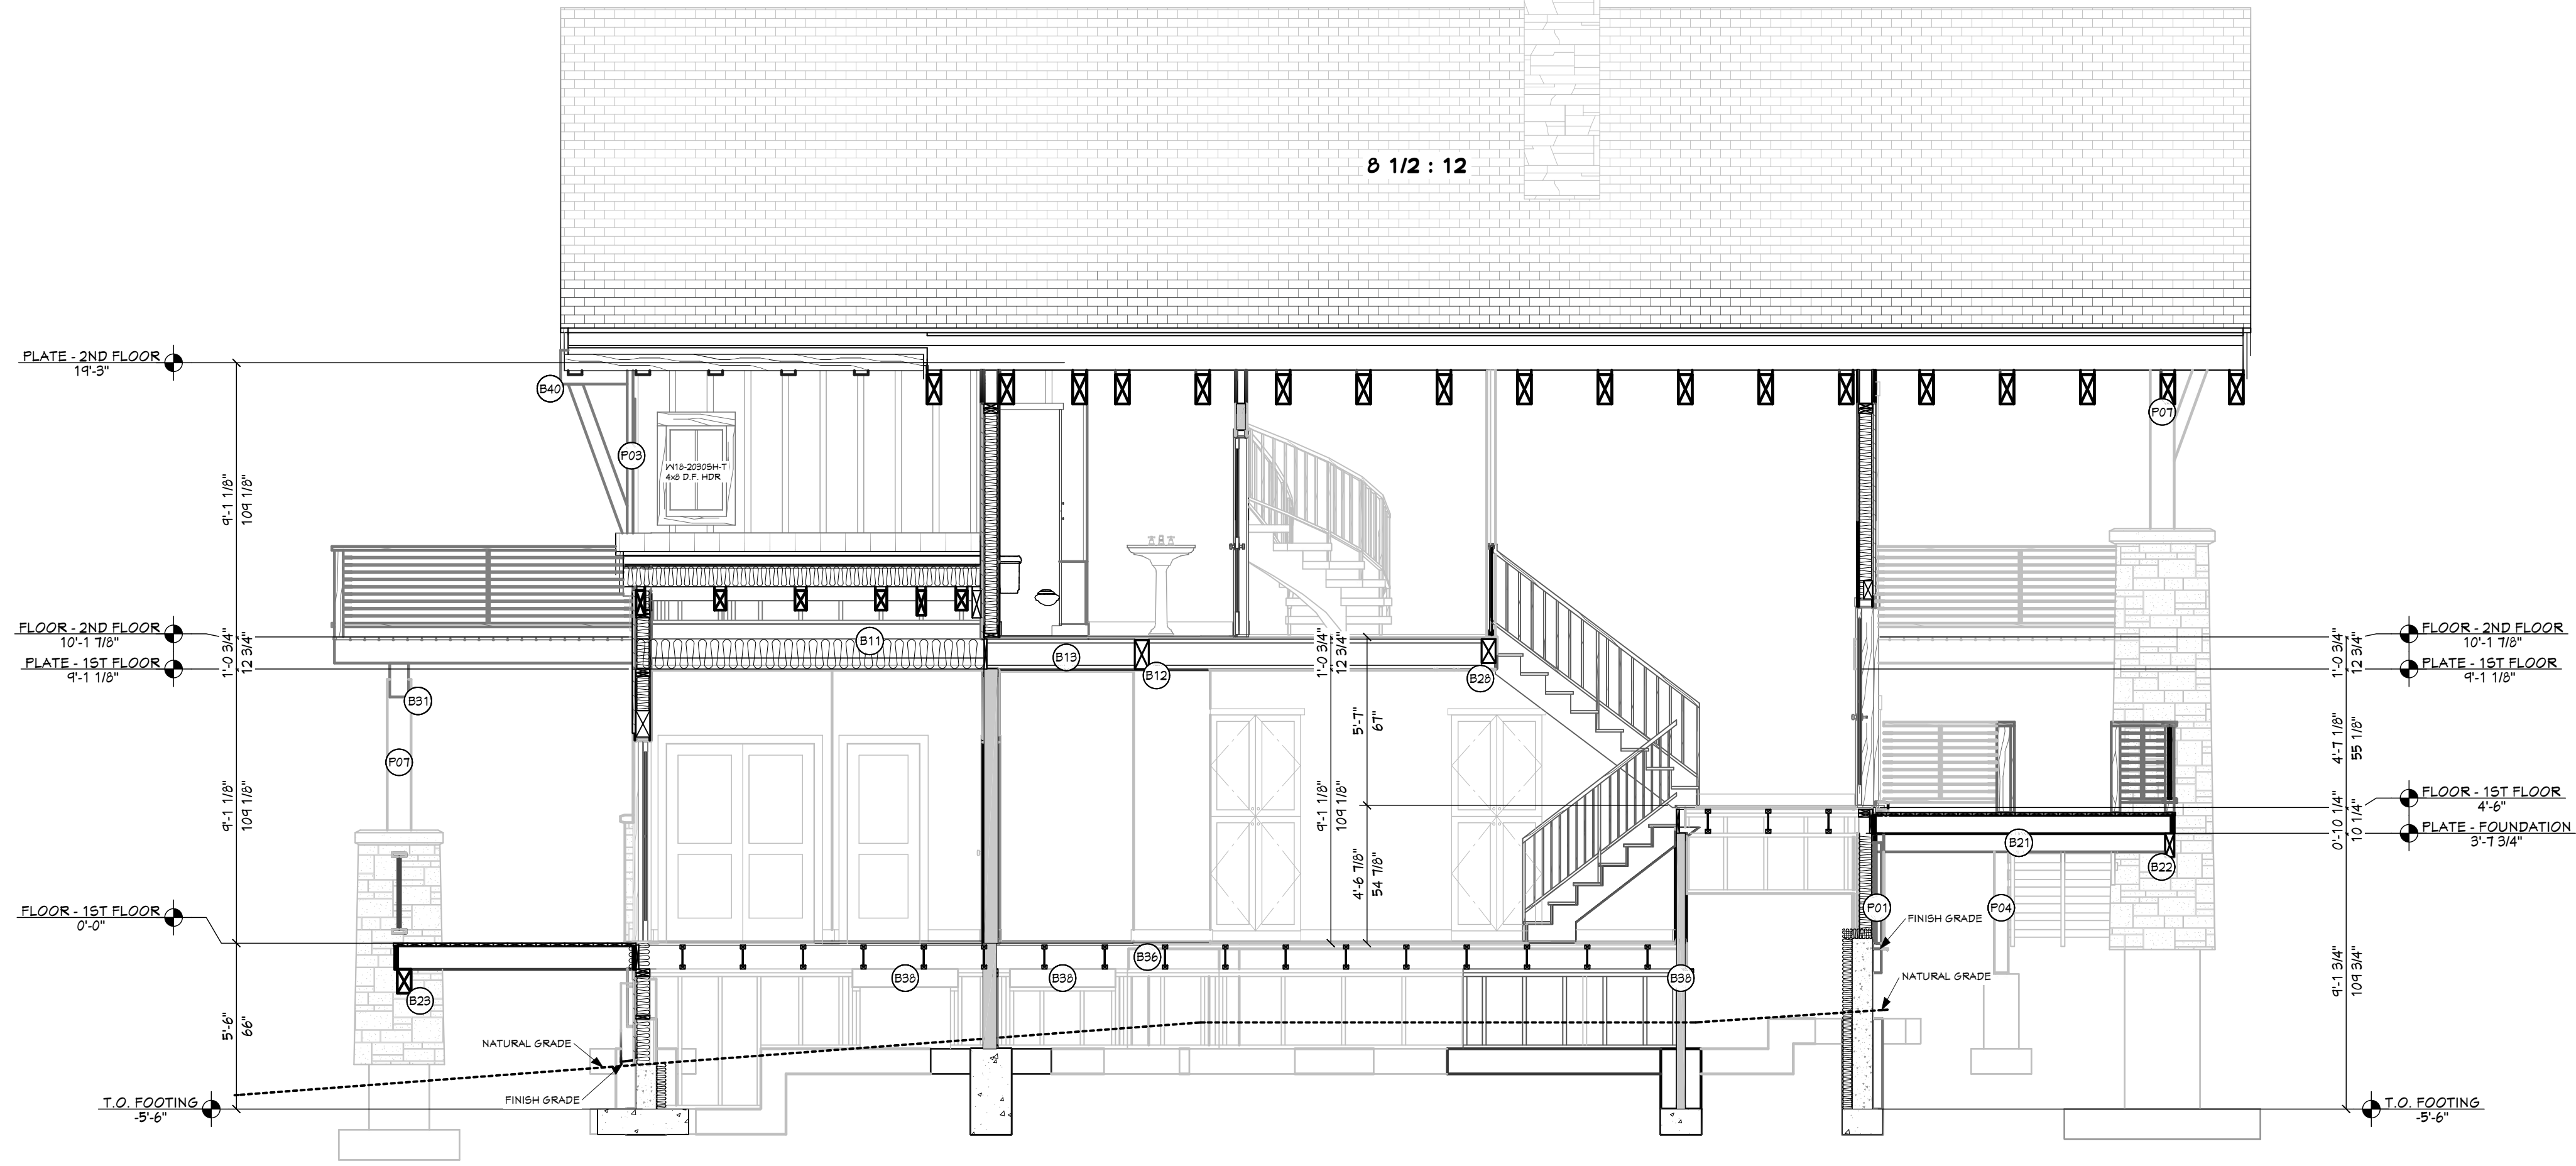 8 1/2 : 12
PLATE - 2ND FLOOR
19'-3"
B40
P07
P03
W18-2030SH-T
4x8 D.F. HDR
9'-1 1/8"
109 1/8"
FLOOR - 2ND FLOOR
10'-1 7/8"
PLATE - 1ST FLOOR
9'-1 1/8"
1'-0 3/4"
12 3/4"
B11
B13
B12
B28
1'-0 3/4"
12 3/4"
1'-0 3/4"
12 3/4"
FLOOR - 2ND FLOOR
10'-1 7/8"
PLATE - 1ST FLOOR
9'-1 1/8"
B31
P07
5'-7"
67"
4'-7 1/8"
55 1/8"
9'-1 1/8"
109 1/8"
9'-1 1/8"
109 1/8"
4'-6 7/8"
54 7/8"
FLOOR - 1ST FLOOR
4'-6"
PLATE - FOUNDATION
3'-7 3/4"
0'-10 1/4"
10 1/4"
B21
B22
FLOOR - 1ST FLOOR
0'-0"
P01
P04
FINISH GRADE
B36
B38
B38
B38
NATURAL GRADE
B23
5'-6"
66"
9'-1 3/4"
109 3/4"
NATURAL GRADE
FINISH GRADE
T.O. FOOTING
-5'-6"
T.O. FOOTING
-5'-6"